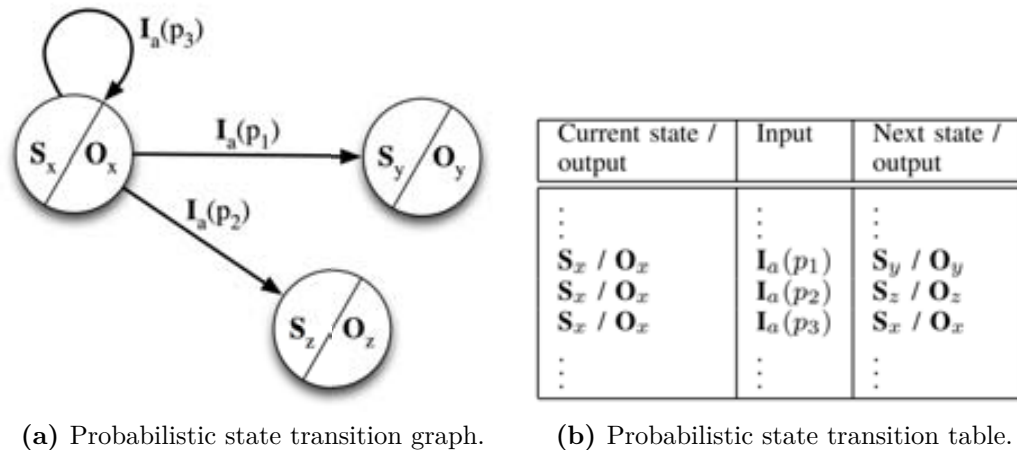 I_a(p_3)
I_a(p_1)
S_x O_x
S_y O_y
I_a(p_2)
S_z O_z
(a) Probabilistic state transition graph.
Current state / Input Next state /
output output
⋮ ⋮ ⋮
S_x / O_x I_a(p_1) S_y / O_y
S_x / O_x I_a(p_2) S_z / O_z
S_x / O_x I_a(p_3) S_x / O_x
⋮ ⋮ ⋮
(b) Probabilistic state transition table.